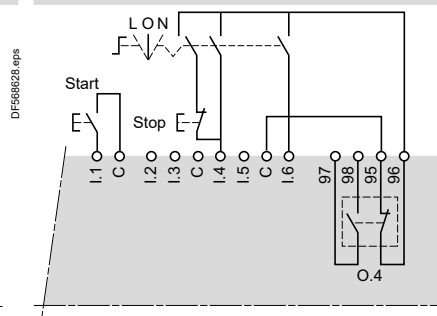 L O N
DF568628.eps
Start
Stop
I.1 C I.2 I.3 C I.4 I.5 C I.6 97 98 95 96
O.4